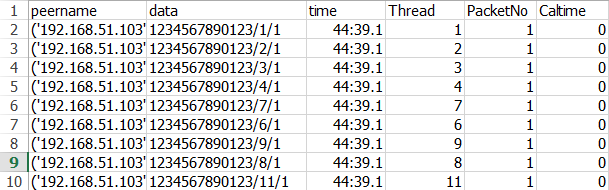 1 peername data time Thread PacketNo Caltime
2 ('192.168.51.103' 1234567890123/1/1 44:39.1 1 1 0
3 ('192.168.51.103' 1234567890123/2/1 44:39.1 2 1 0
4 ('192.168.51.103' 1234567890123/3/1 44:39.1 3 1 0
5 ('192.168.51.103' 1234567890123/4/1 44:39.1 4 1 0
6 ('192.168.51.103' 1234567890123/7/1 44:39.1 7 1 0
7 ('192.168.51.103' 1234567890123/6/1 44:39.1 6 1 0
8 ('192.168.51.103' 1234567890123/9/1 44:39.1 9 1 0
9 ('192.168.51.103' 1234567890123/8/1 44:39.1 8 1 0
10 ('192.168.51.103' 1234567890123/11/1 44:39.1 11 1 0